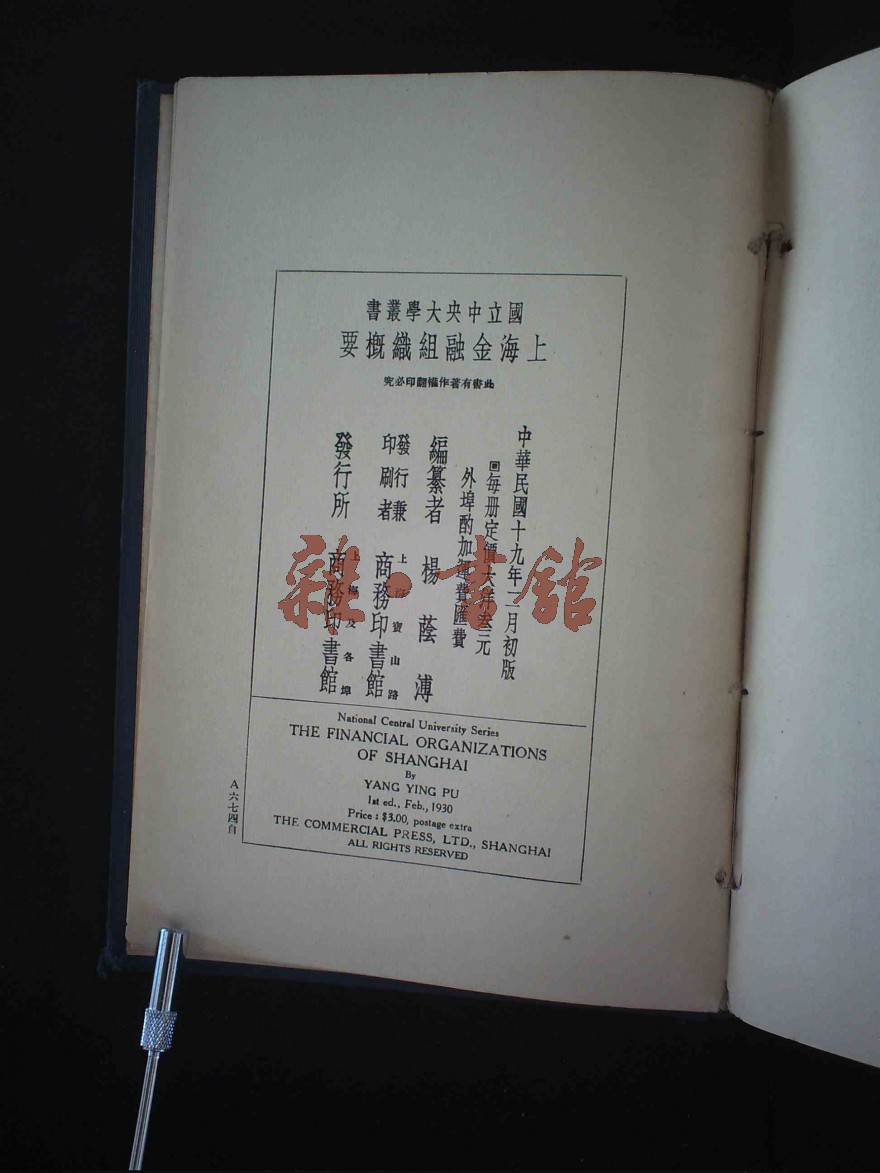 國立中央大學叢書
上海金融組織概要
此書有著作權翻印必究
中華民國十九年二月初版
回每册定價大洋叁元
外埠酌加運費匯費
編纂者 楊蔭溥
發行兼印刷者 上海寶山路 商務印書館
發行所 上海及各埠 商務印書館
National Central University Series
THE FINANCIAL ORGANIZATIONS
OF SHANGHAI
By
YANG YING PU
1st ed., Feb., 1930
Price : $3.00, postage extra
THE COMMERCIAL PRESS, LTD., SHANGHAI
ALL RIGHTS RESERVED
A六七四自
雜·書館